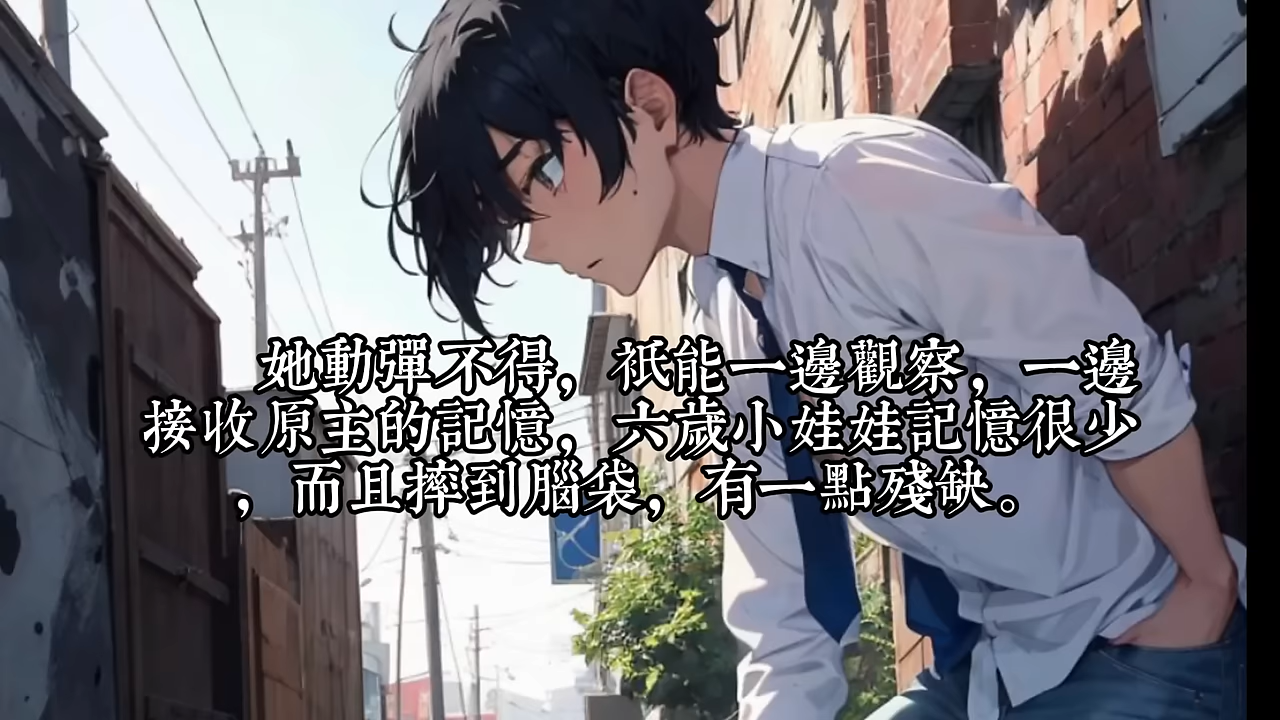 她動彈不得，祇能一邊觀察，一邊
接收原主的記憶，六歲小娃娃記憶很少
，而且摔到腦袋，有一點殘缺。